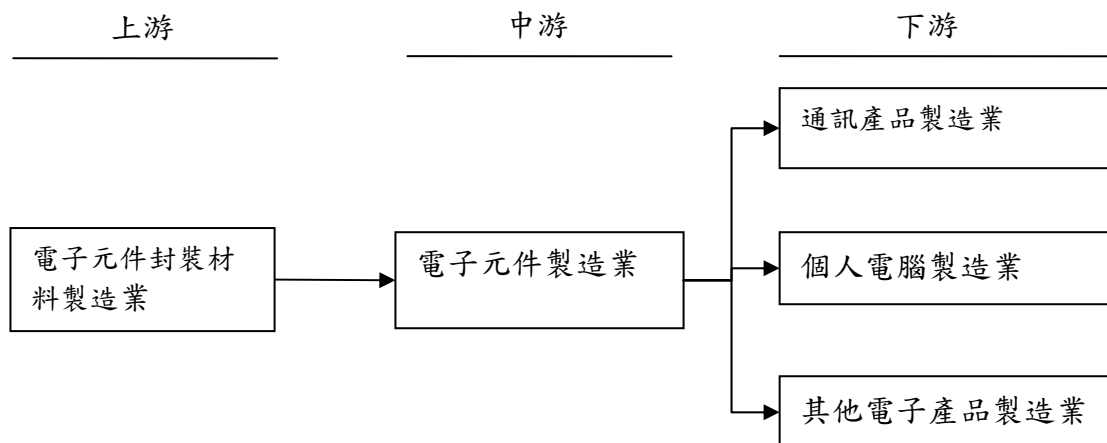 上游
中游
下游
通訊產品製造業
電子元件封裝材
料製造業
電子元件製造業
個人電腦製造業
其他電子產品製造業